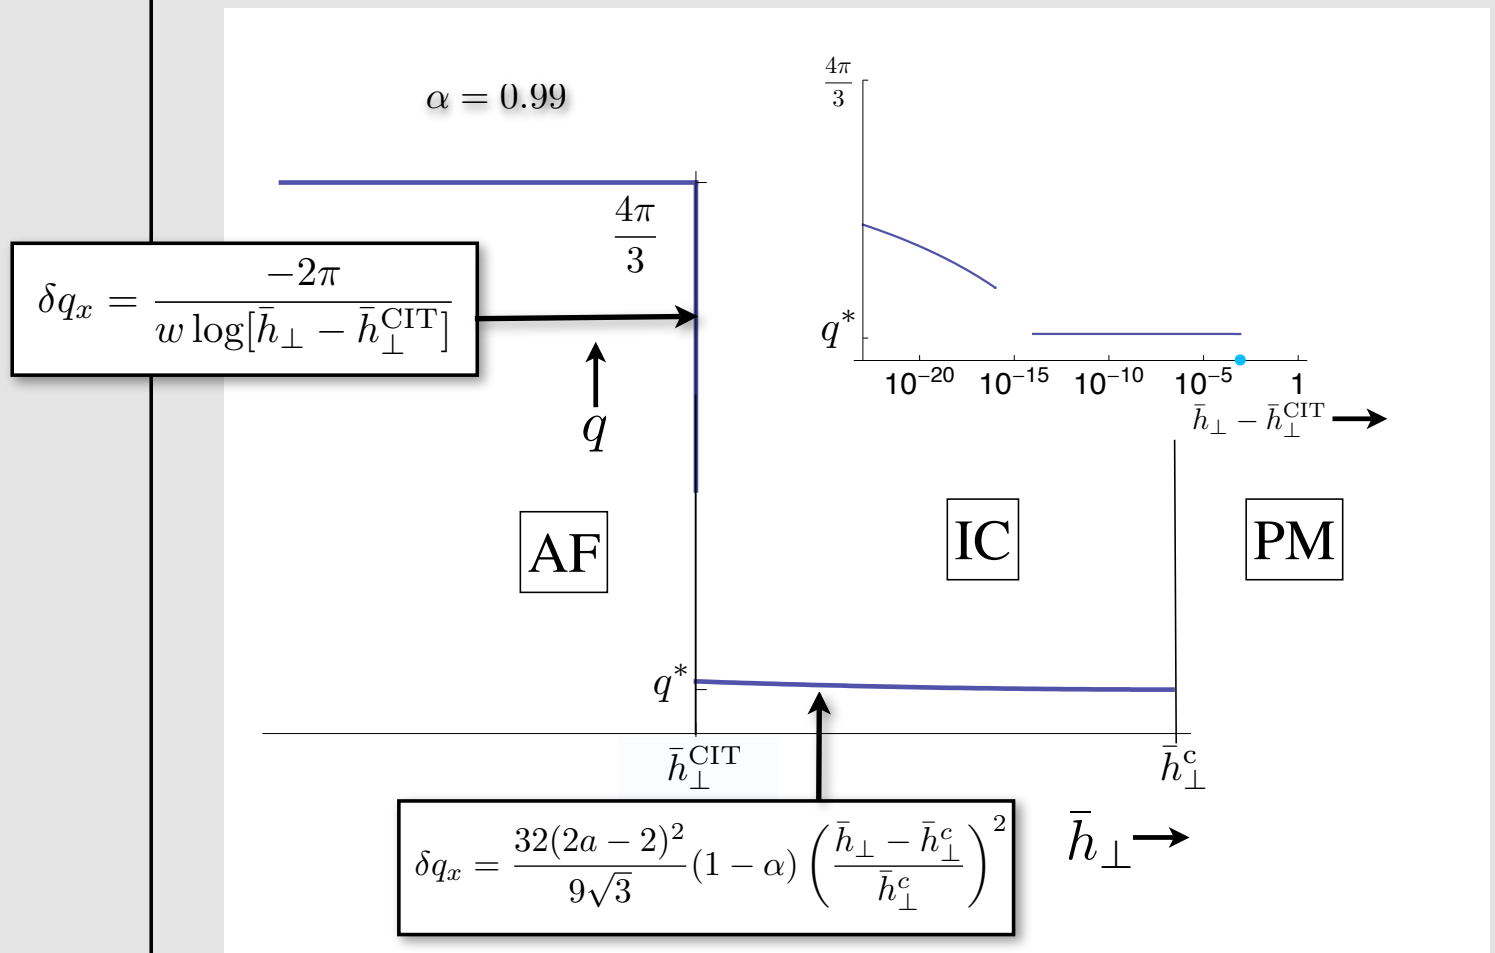 α = 0.99
4π/3
4π/3
δq_x = −2π / (w log[h̄_⊥ − h̄_⊥^CIT])
q*
10^−20 10^−15 10^−10 10^−5 1
h̄_⊥ − h̄_⊥^CIT
q
AF
IC
PM
q*
h̄_⊥^CIT
h̄_⊥^c
δq_x = (32(2a − 2)^2 / 9√3)(1 − α)((h̄_⊥ − h̄_⊥^c) / h̄_⊥^c)^2
h̄_⊥